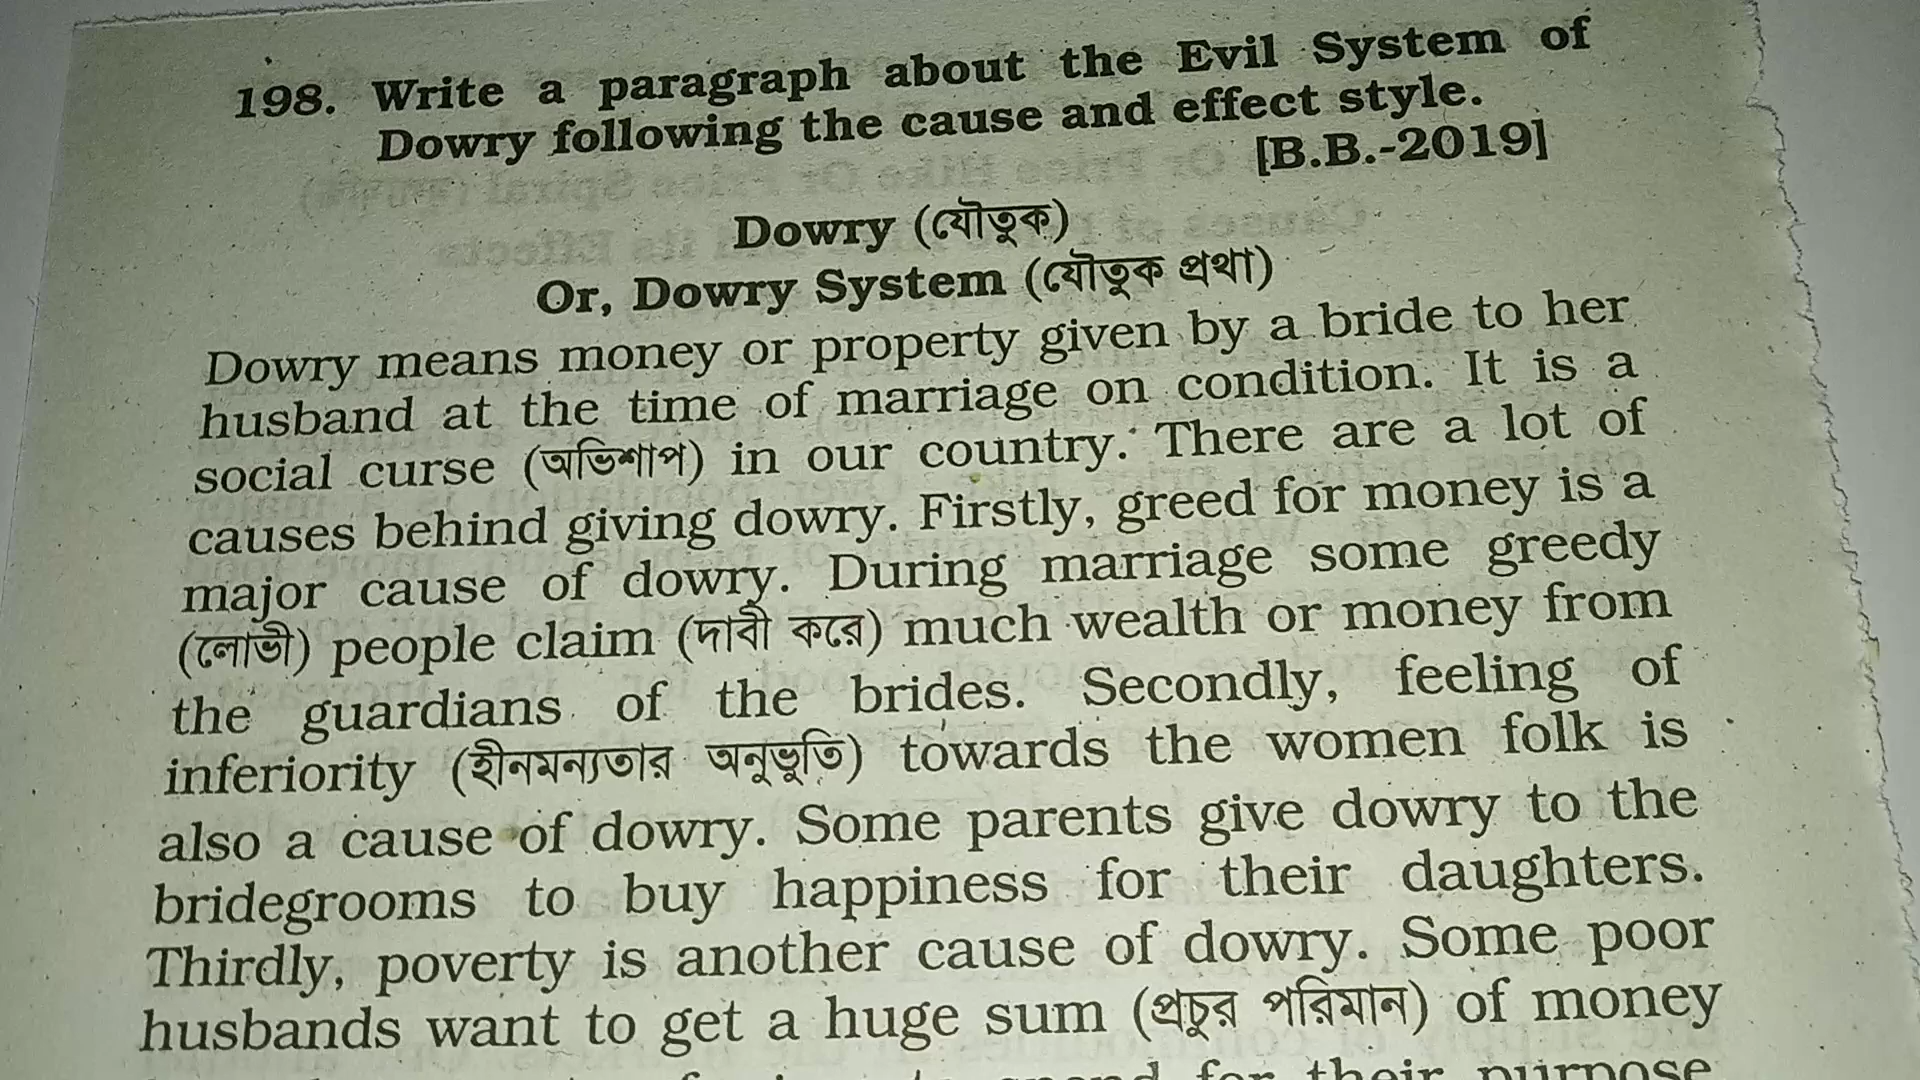 198. Write a paragraph about the Evil System of
Dowry following the cause and effect style.
[B.B.-2019]
Dowry (যৌতুক)
Or, Dowry System (যৌতুক প্রথা)
Dowry means money or property given by a bride to her
husband at the time of marriage on condition. It is a
social curse (অভিশাপ) in our country. There are a lot of
causes behind giving dowry. Firstly, greed for money is a
major cause of dowry. During marriage some greedy
(লোভী) people claim (দাবী করে) much wealth or money from
the guardians of the brides. Secondly, feeling of
inferiority (হীনমন্যতার অনুভুতি) towards the women folk is
also a cause of dowry. Some parents give dowry to the
bridegrooms to buy happiness for their daughters.
Thirdly, poverty is another cause of dowry. Some poor
husbands want to get a huge sum (প্রচুর পরিমান) of money
for their purpose